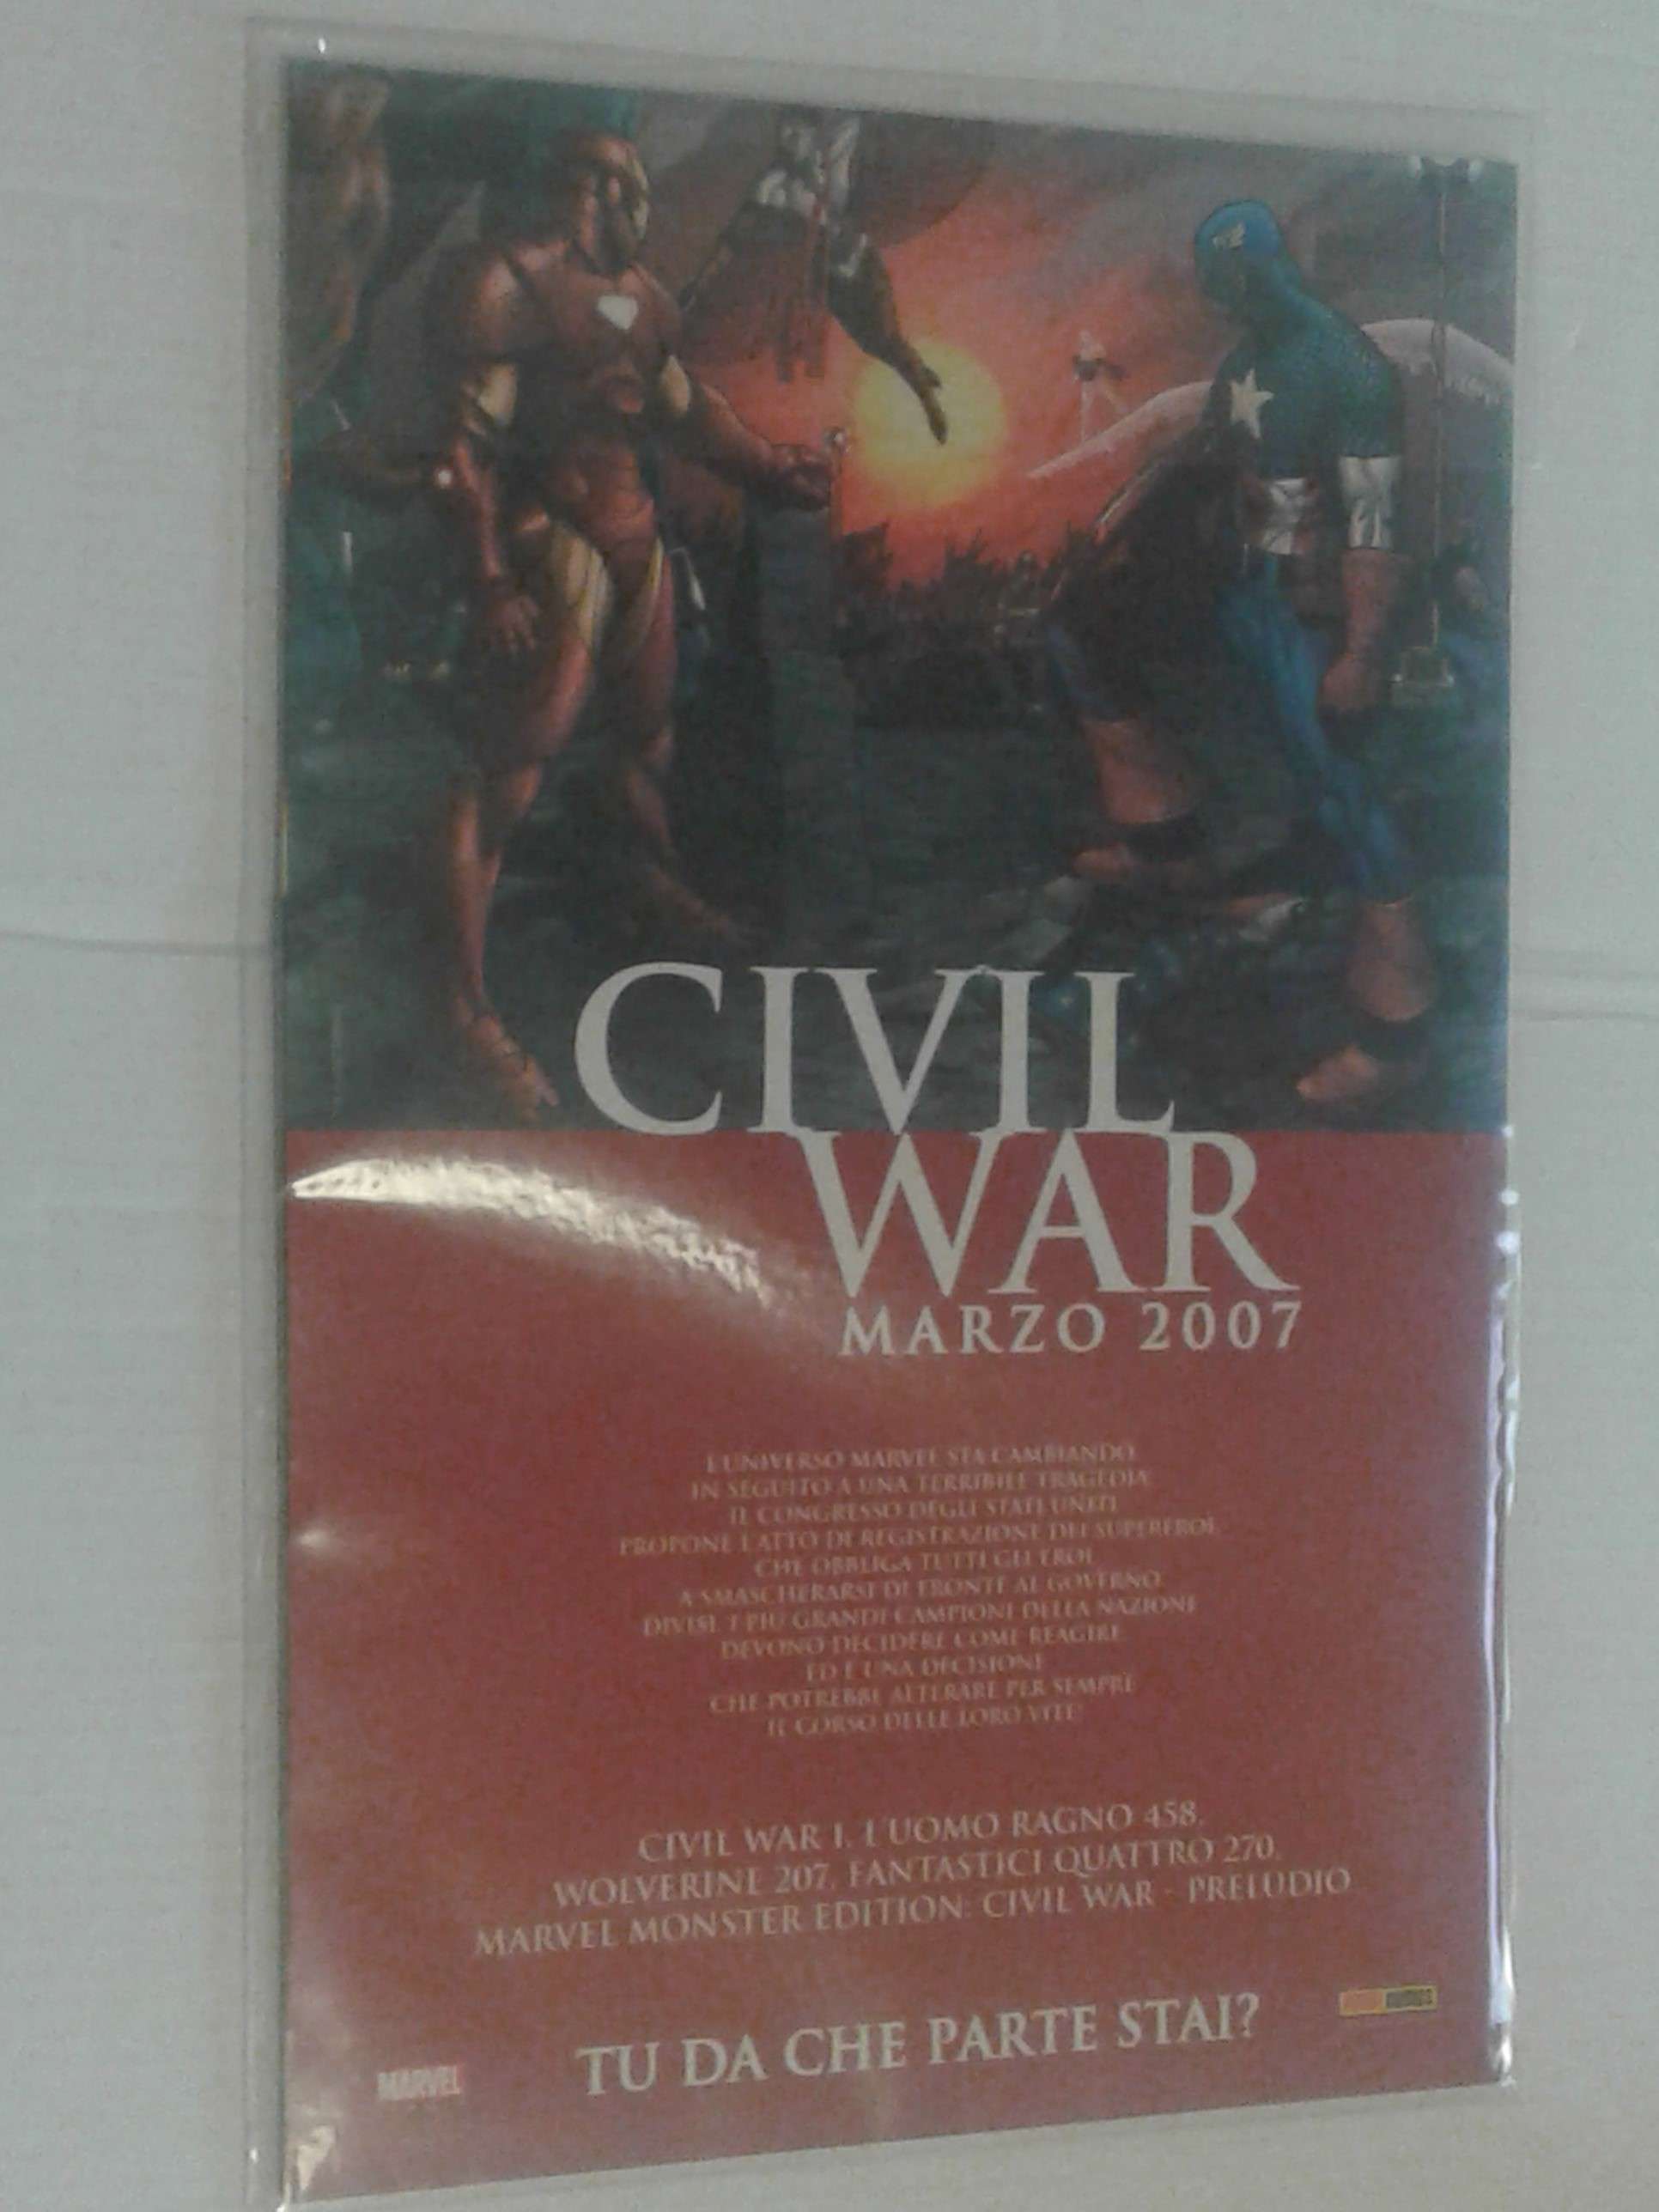 CIVIL
WAR
MARZO 2007
L'UNIVERSO MARVEL STA CAMBIANDO.
IN SEGUITO A UNA TERRIBILE TRAGEDIA
IL CONGRESSO DEGLI STATI UNITI
PROPONE L'ATTO DI REGISTRAZIONE DEI SUPEREROI,
CHE OBBLIGA TUTTI GLI EROI
A SMASCHERARSI DI FRONTE AL GOVERNO.
DIVISI, I PIÙ GRANDI CAMPIONI DELLA NAZIONE
DEVONO DECIDERE COME REAGIRE
ED È UNA DECISIONE
CHE POTREBBE ALTERARE PER SEMPRE
IL CORSO DELLE LORO VITE!
CIVIL WAR 1, L'UOMO RAGNO 458,
WOLVERINE 207, FANTASTICI QUATTRO 270,
MARVEL MONSTER EDITION: CIVIL WAR - PRELUDIO
TU DA CHE PARTE STAI?
MARVEL